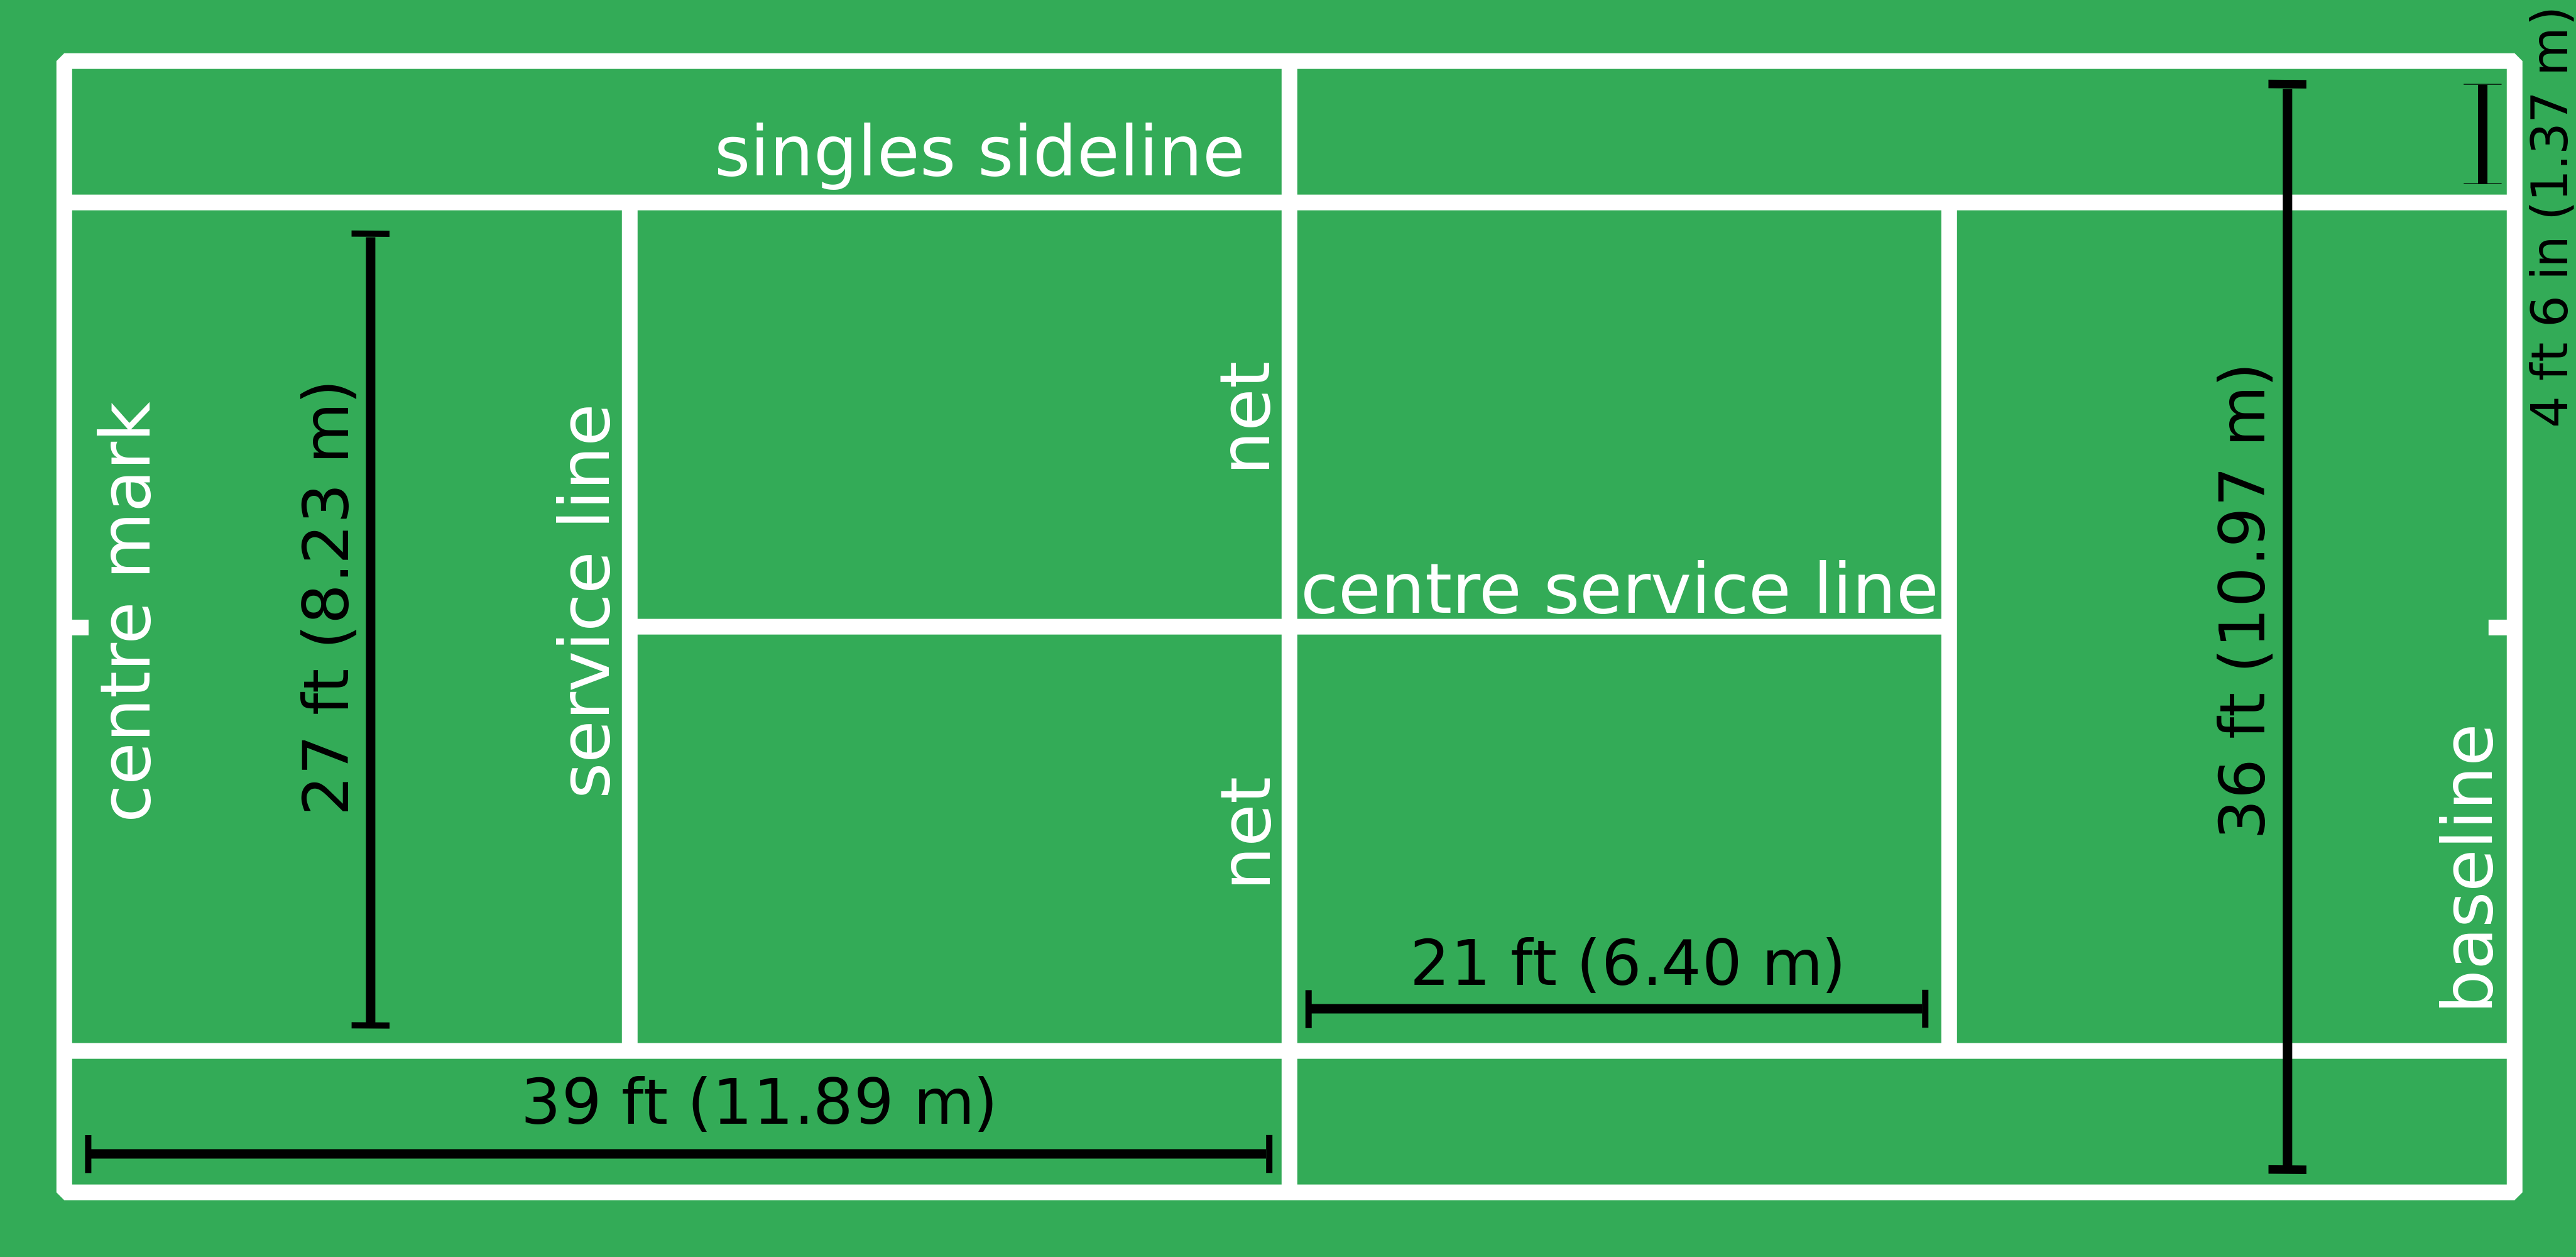 4 ft 6 in (1.37 m)
singles sideline
centre mark
27 ft (8.23 m)
service line
net
centre service line
36 ft (10.97 m)
net
baseline
21 ft (6.40 m)
39 ft (11.89 m)